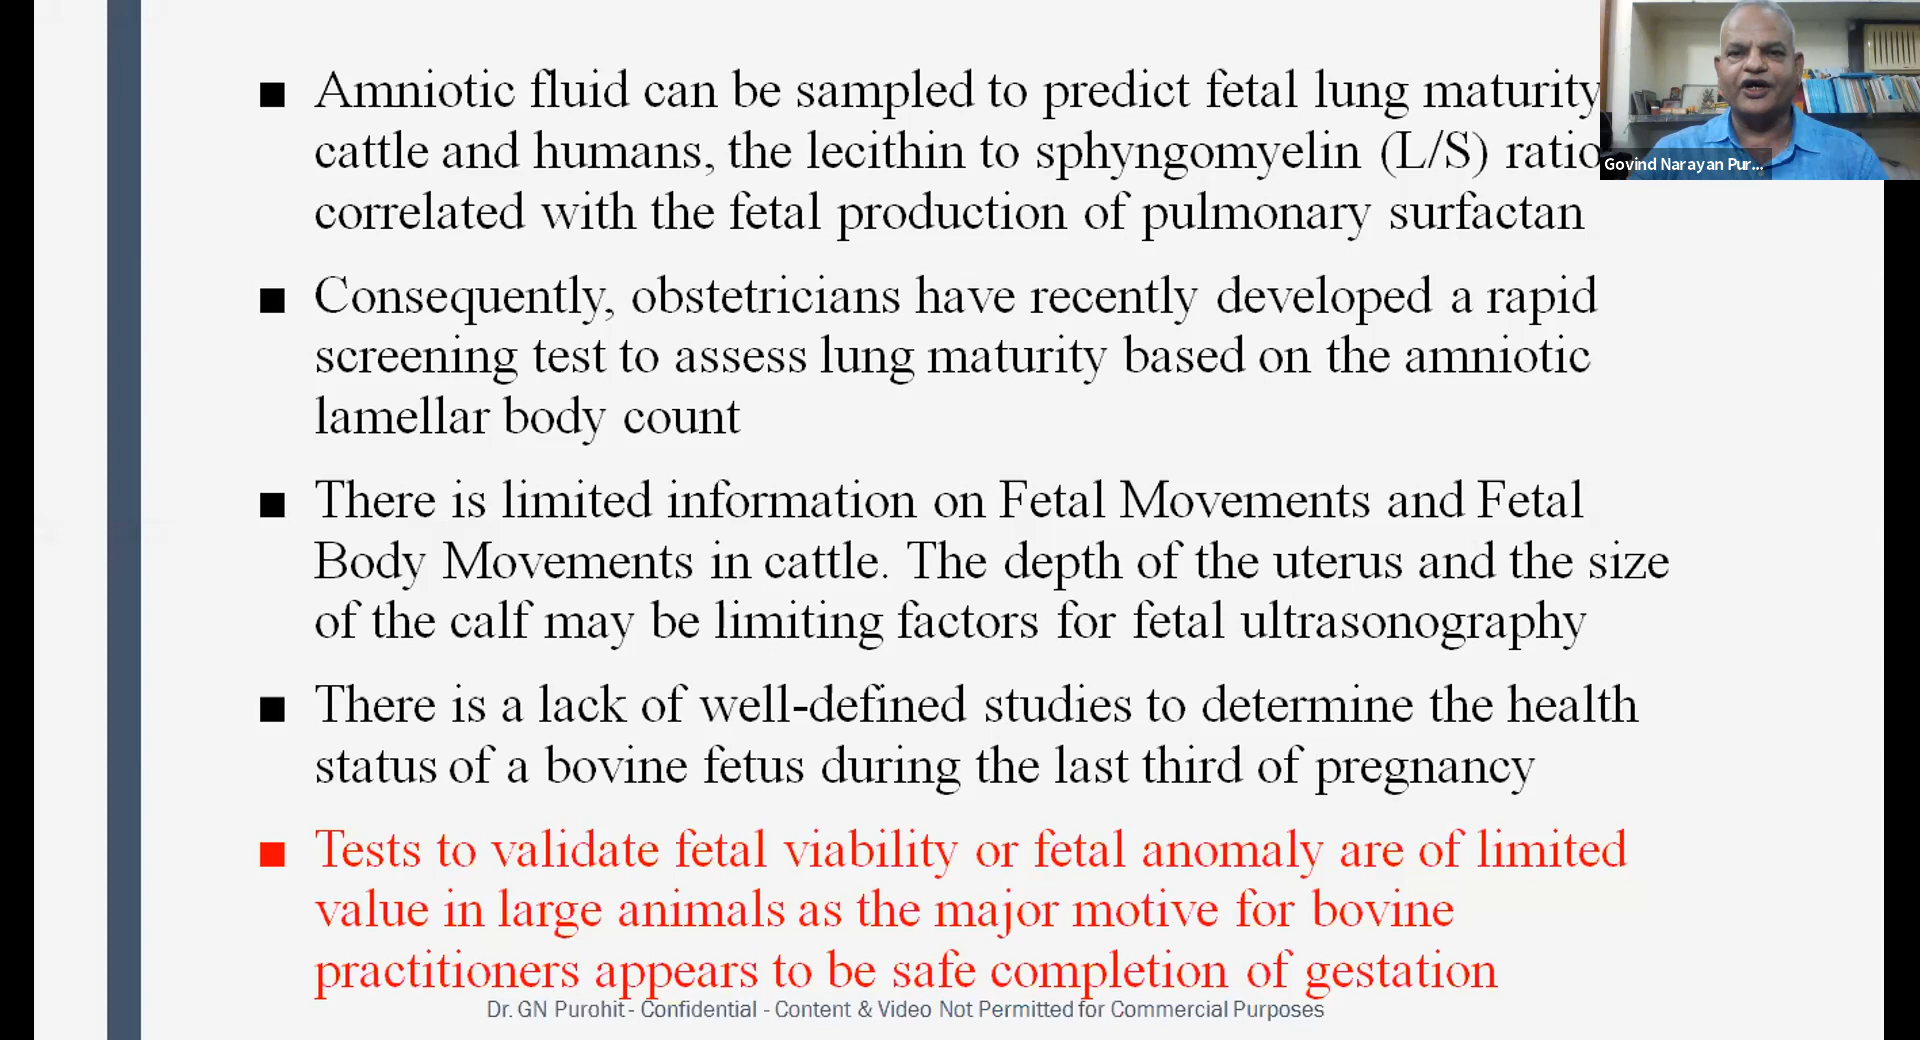 ■ Amniotic fluid can be sampled to predict fetal lung maturity
cattle and humans, the lecithin to sphyngomyelin (L/S) ratio
correlated with the fetal production of pulmonary surfactan
■ Consequently, obstetricians have recently developed a rapid
screening test to assess lung maturity based on the amniotic
lamellar body count
■ There is limited information on Fetal Movements and Fetal
Body Movements in cattle. The depth of the uterus and the size
of the calf may be limiting factors for fetal ultrasonography
■ There is a lack of well-defined studies to determine the health
status of a bovine fetus during the last third of pregnancy
■ Tests to validate fetal viability or fetal anomaly are of limited
value in large animals as the major motive for bovine
practitioners appears to be safe completion of gestation
Dr. GN Purohit - Confidential - Content & Video Not Permitted for Commercial Purposes
Govind Narayan Pur...